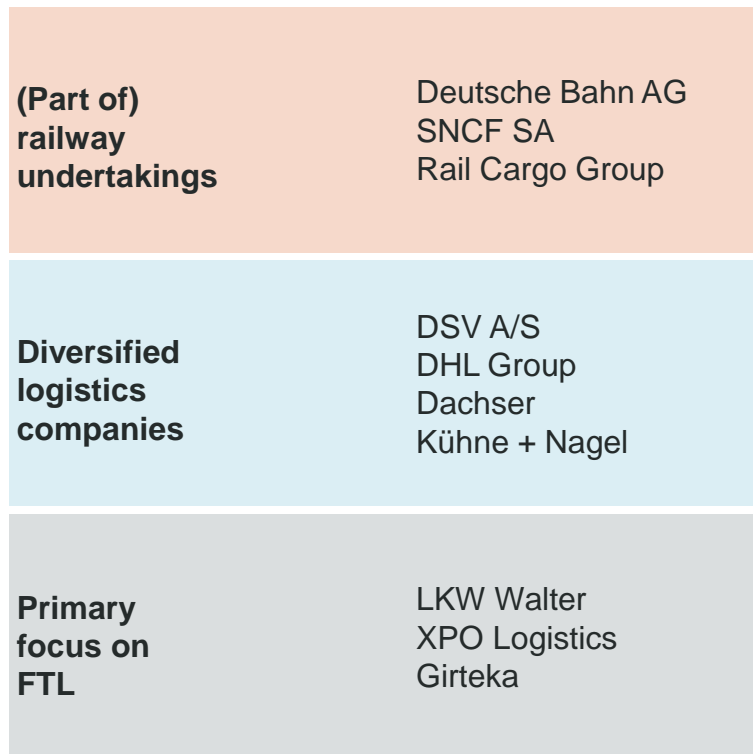 (Part of)
railway
undertakings
Deutsche Bahn AG
SNCF SA
Rail Cargo Group
Diversified
logistics
companies
DSV A/S
DHL Group
Dachser
Kühne + Nagel
Primary
focus on
FTL
LKW Walter
XPO Logistics
Girteka